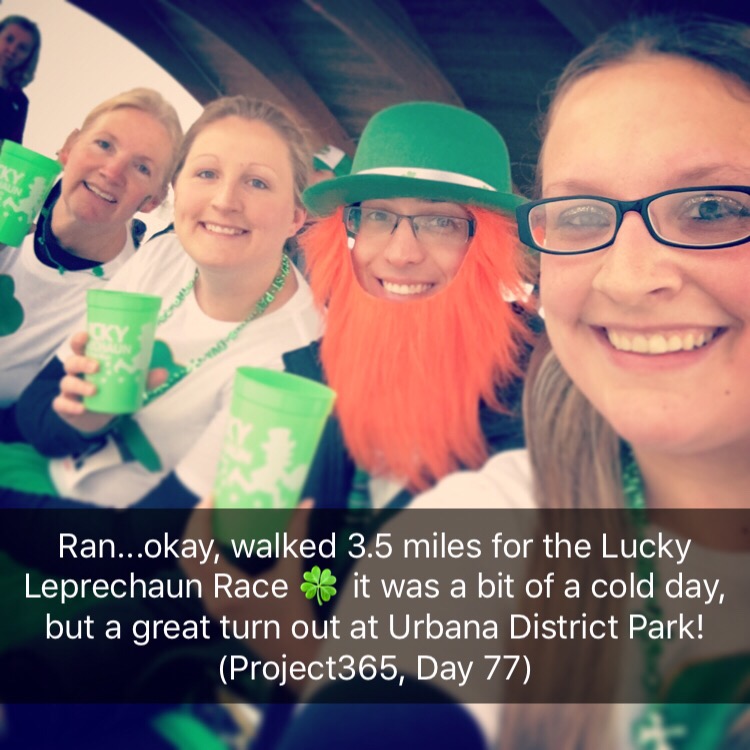 Ran...okay, walked 3.5 miles for the Lucky
Leprechaun Race 🍀 it was a bit of a cold day,
but a great turn out at Urbana District Park!
(Project365, Day 77)